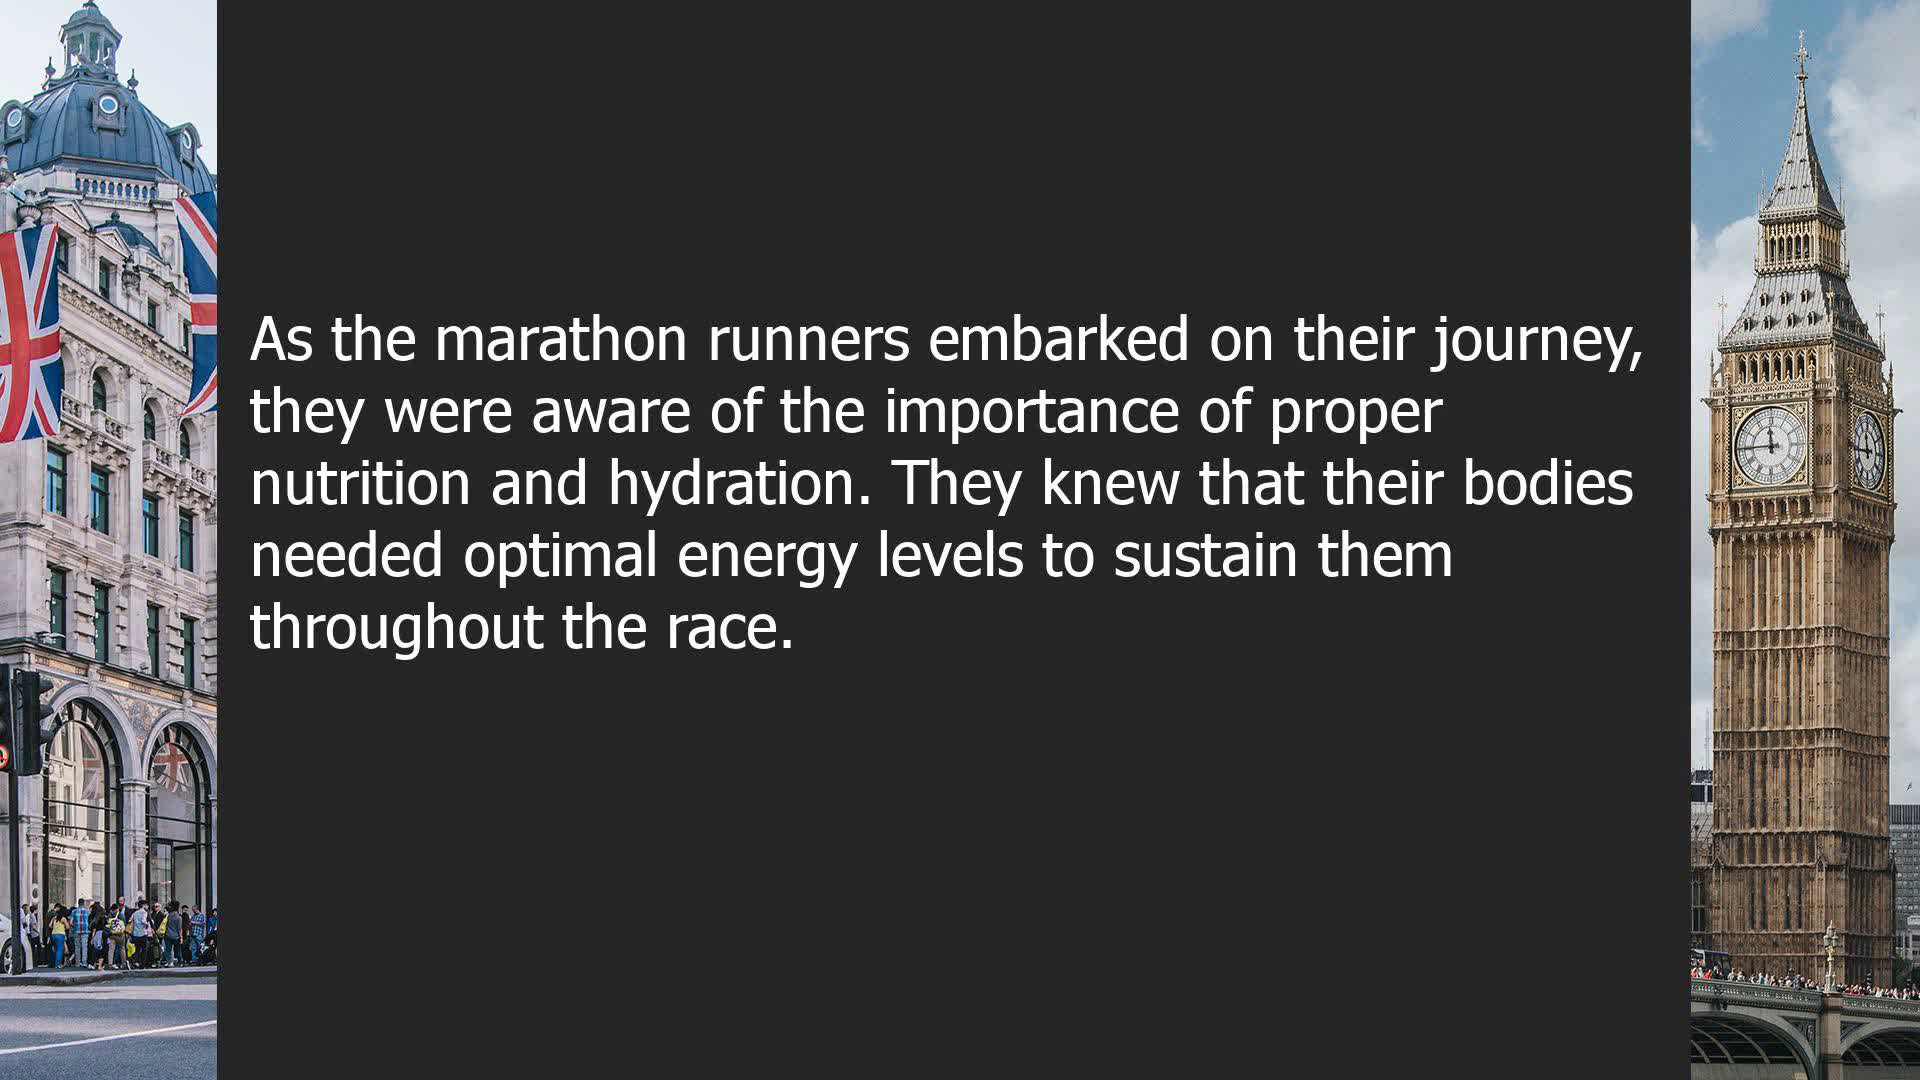 As the marathon runners embarked on their journey,
they were aware of the importance of proper
nutrition and hydration. They knew that their bodies
needed optimal energy levels to sustain them
throughout the race.